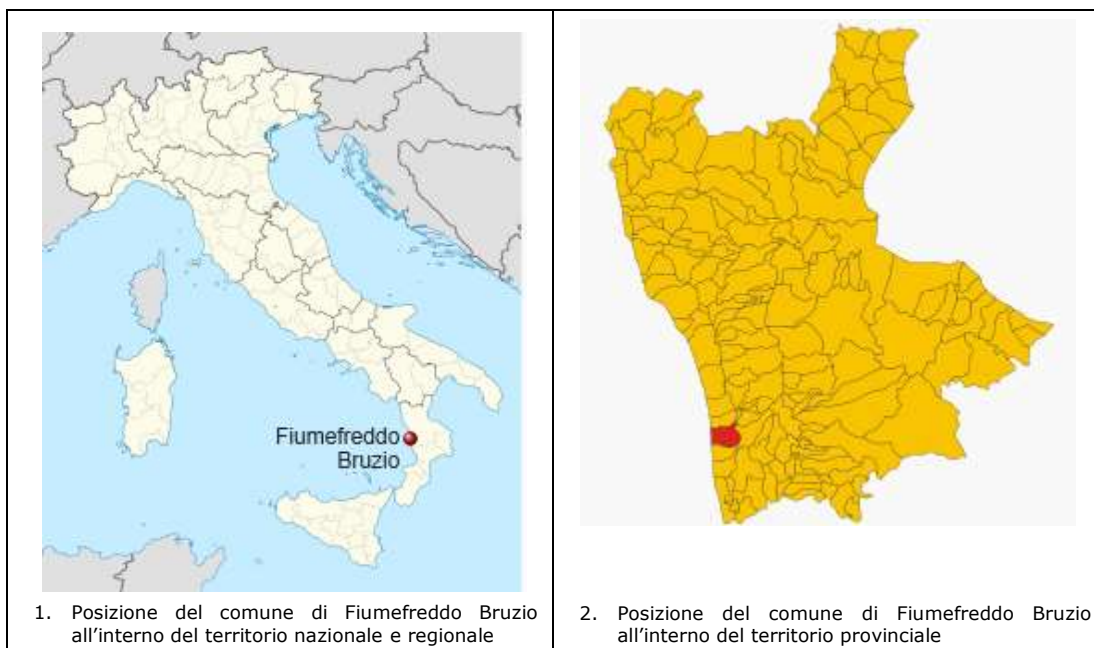 Fiumefreddo
Bruzio
1. Posizione del comune di Fiumefreddo Bruzio
all'interno del territorio nazionale e regionale
2. Posizione del comune di Fiumefreddo Bruzio
all'interno del territorio provinciale